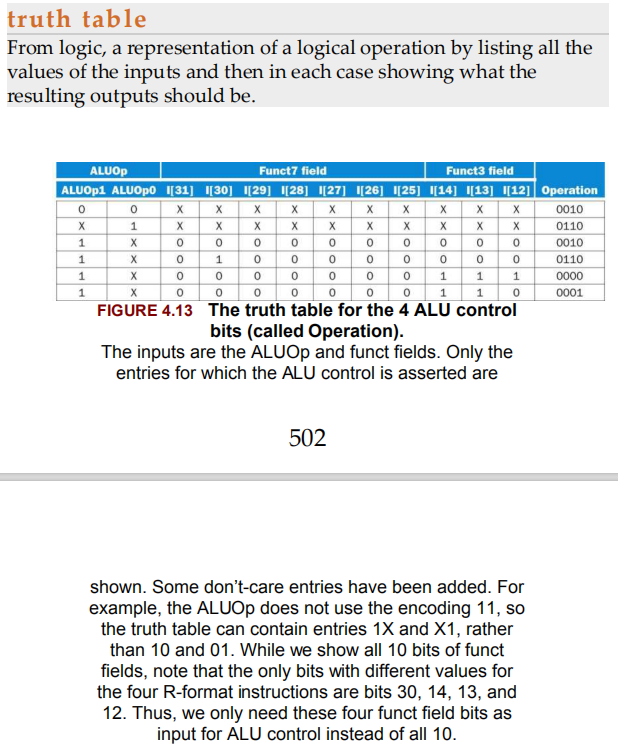 truth table
From logic, a representation of a logical operation by listing all the
values of the inputs and then in each case showing what the
resulting outputs should be.
ALUOp Funct7 field Funct3 field
ALUOp1 ALUOp0 I[31] I[30] I[29] I[28] I[27] I[26] I[25] I[14] I[13] I[12] Operation
0 0 X X X X X X X X X X 0010
X 1 X X X X X X X X X X 0110
1 X 0 0 0 0 0 0 0 0 0 0 0010
1 X 0 1 0 0 0 0 0 0 0 0 0110
1 X 0 0 0 0 0 0 0 1 1 1 0000
1 X 0 0 0 0 0 0 0 1 1 0 0001
FIGURE 4.13 The truth table for the 4 ALU control
bits (called Operation).
The inputs are the ALUOp and funct fields. Only the
entries for which the ALU control is asserted are
502
shown. Some don’t-care entries have been added. For
example, the ALUOp does not use the encoding 11, so
the truth table can contain entries 1X and X1, rather
than 10 and 01. While we show all 10 bits of funct
fields, note that the only bits with different values for
the four R-format instructions are bits 30, 14, 13, and
12. Thus, we only need these four funct field bits as
input for ALU control instead of all 10.